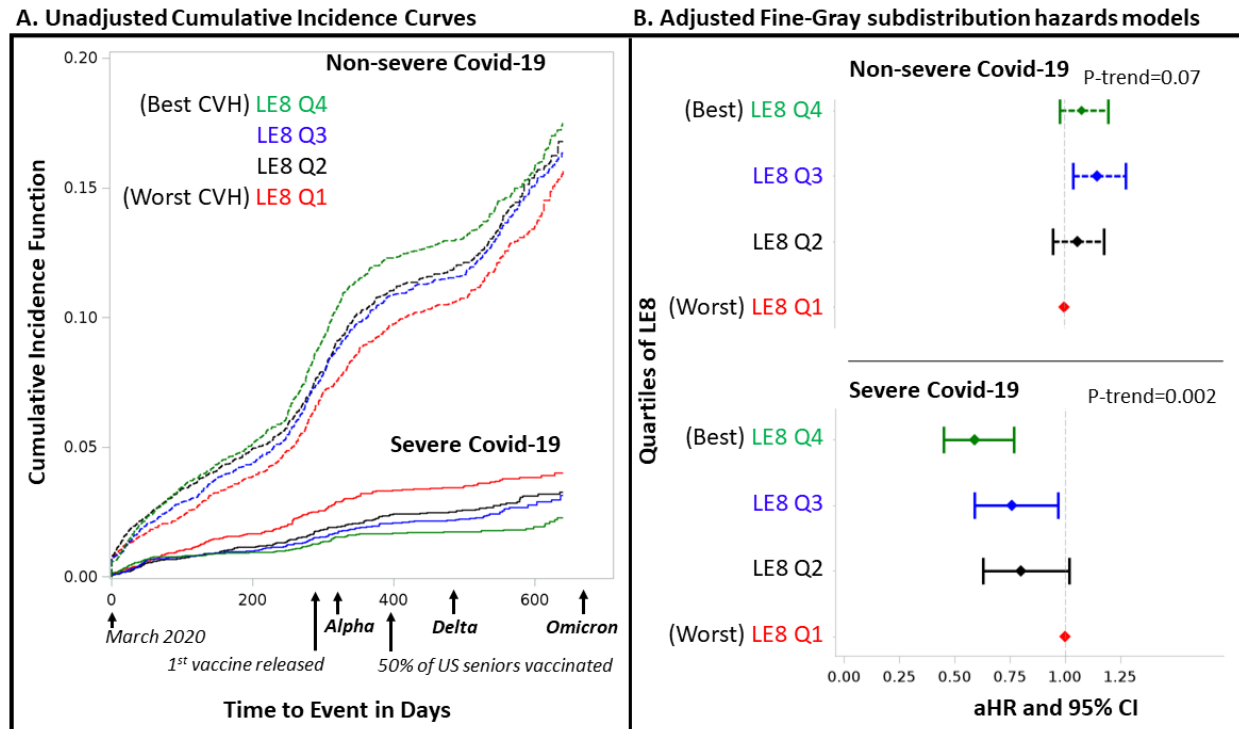 A. Unadjusted Cumulative Incidence Curves
0.20
Non-severe Covid-19
(Best CVH) LE8 Q4
LE8 Q3
LE8 Q2
(Worst CVH) LE8 Q1
0.15
0.10
0.05
0.00
Severe Covid-19
Cumulative Incidence Function
0 200 400 600
March 2020
Alpha
Delta
Omicron
1st vaccine released
50% of US seniors vaccinated
Time to Event in Days
B. Adjusted Fine-Gray subdistribution hazards models
Non-severe Covid-19
P-trend=0.07
(Best) LE8 Q4
LE8 Q3
LE8 Q2
(Worst) LE8 Q1
Quartiles of LE8
Severe Covid-19
P-trend=0.002
(Best) LE8 Q4
LE8 Q3
LE8 Q2
(Worst) LE8 Q1
0.00 0.50 0.75 1.00 1.25
aHR and 95% CI